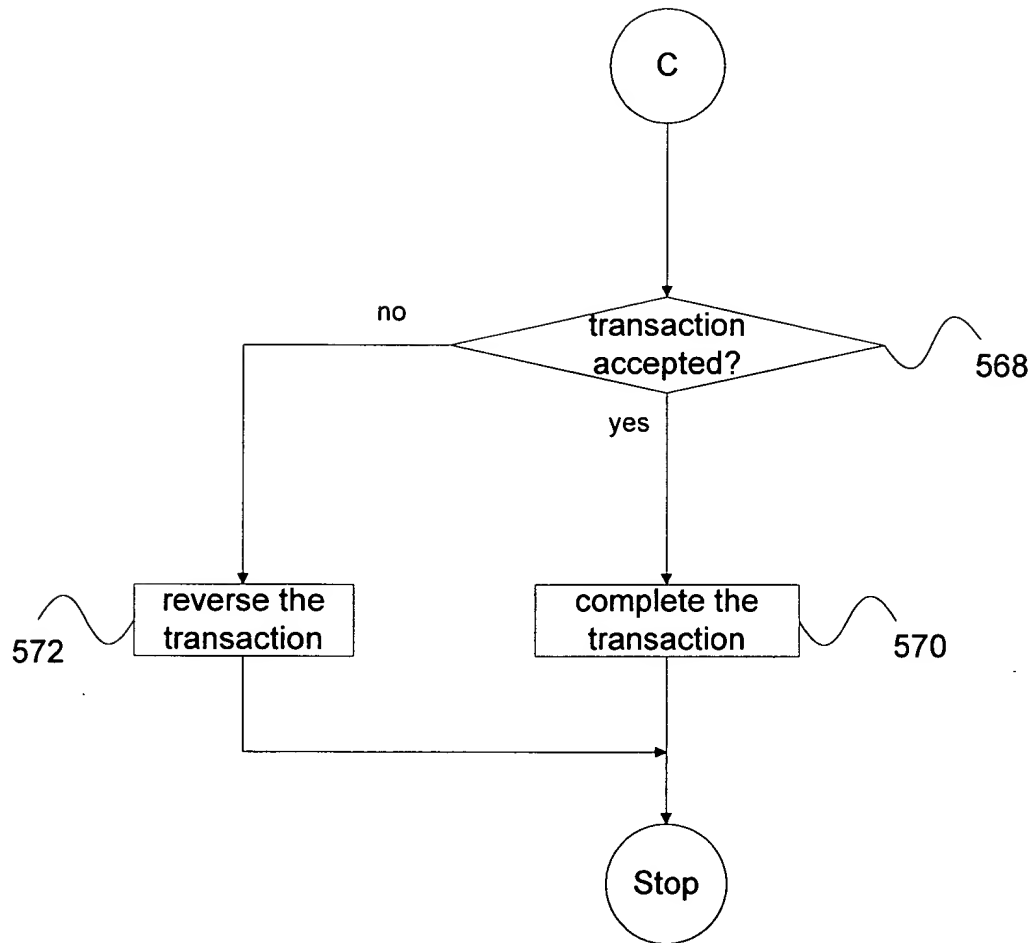 C
no
transaction
accepted?
568
yes
reverse the
transaction
572
complete the
transaction
570
Stop